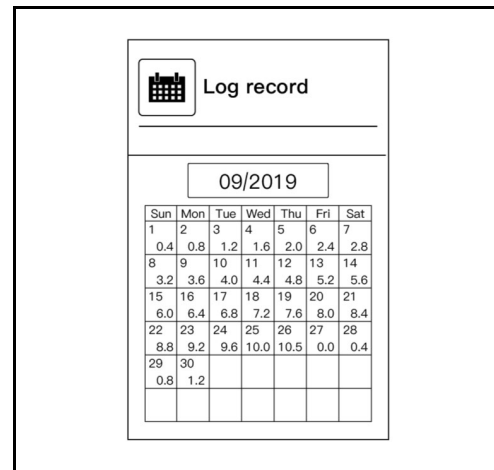 Log record
09/2019
Sun Mon Tue Wed Thu Fri Sat
1 2 3 4 5 6 7
0.4 0.8 1.2 1.6 2.0 2.4 2.8
8 9 10 11 12 13 14
3.2 3.6 4.0 4.4 4.8 5.2 5.6
15 16 17 18 19 20 21
6.0 6.4 6.8 7.2 7.6 8.0 8.4
22 23 24 25 26 27 28
8.8 9.2 9.6 10.0 10.5 0.0 0.4
29 30
0.8 1.2